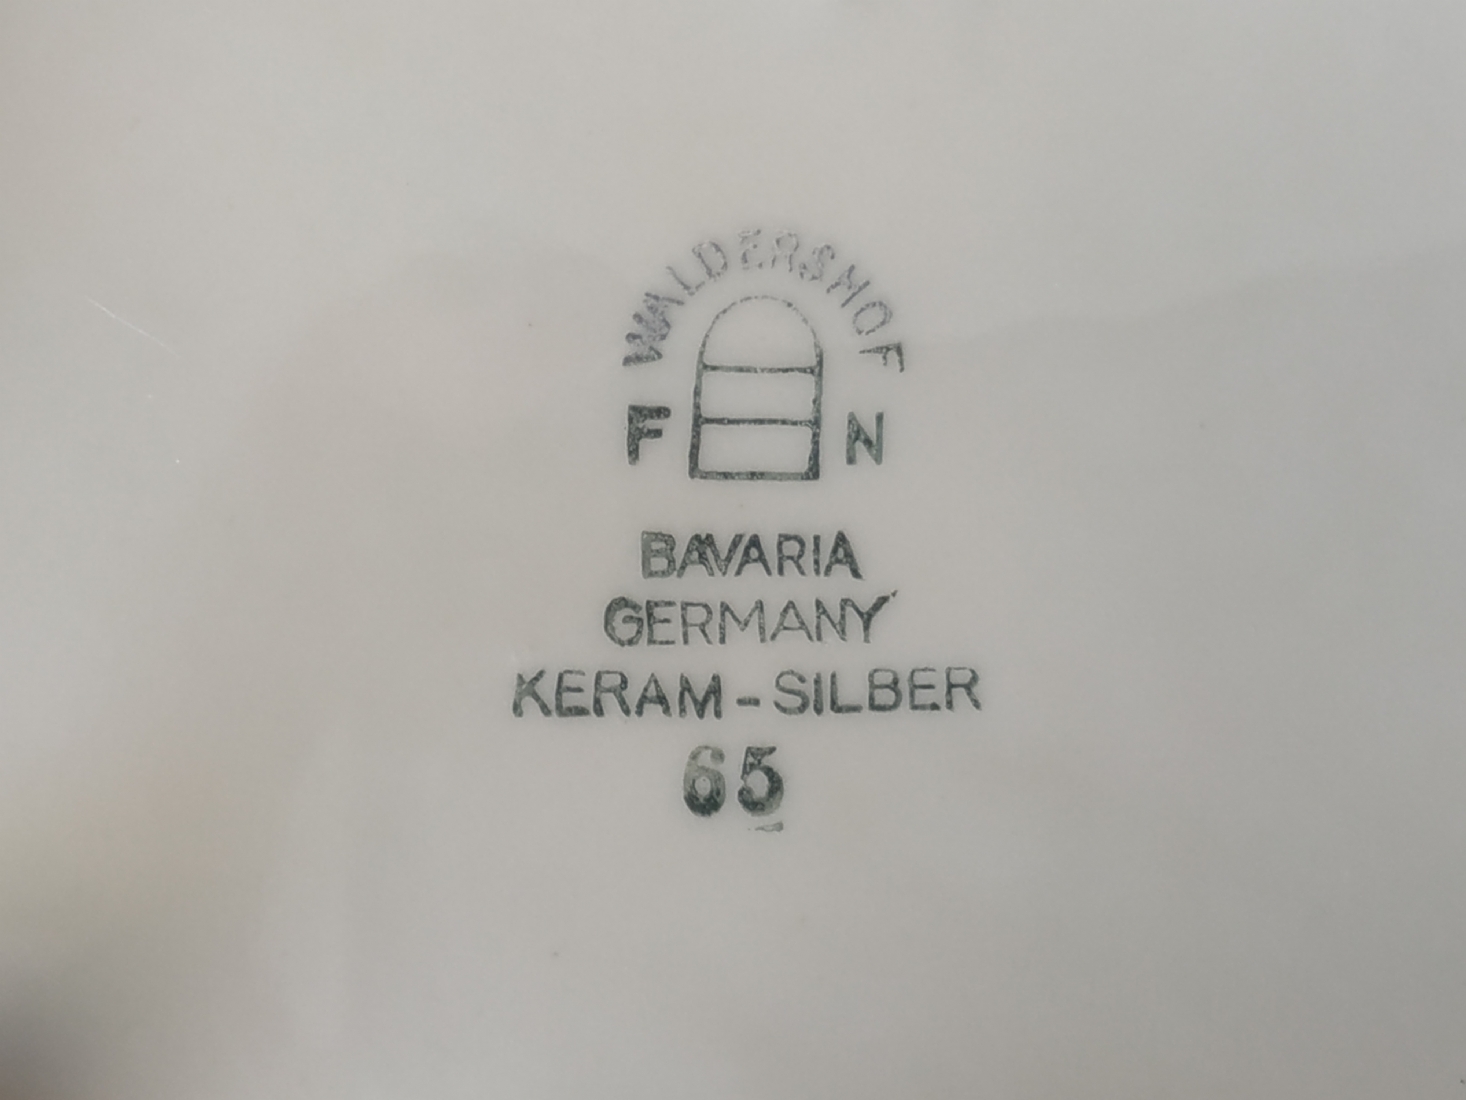 WALDERSHOF
F N
BAVARIA
GERMANY
KERAM-SILBER
65